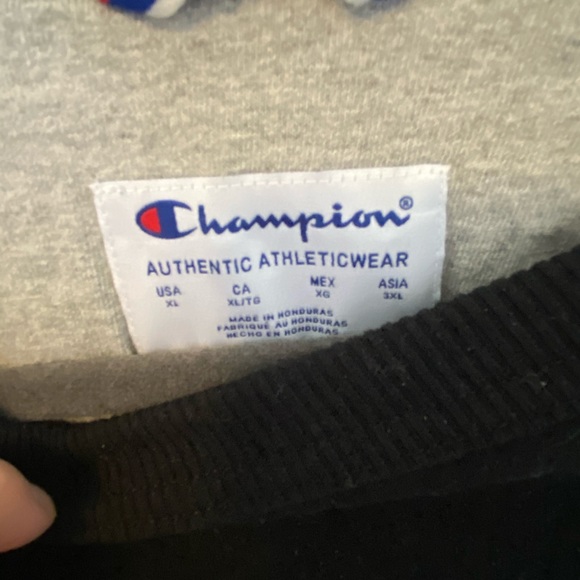 Champion®
AUTHENTIC ATHLETICWEAR
USA CA MEX ASIA
XL XL/TG XG 3XL
MADE IN HONDURAS
FABRIQUÉ AU HONDURAS
HECHO EN HONDURAS